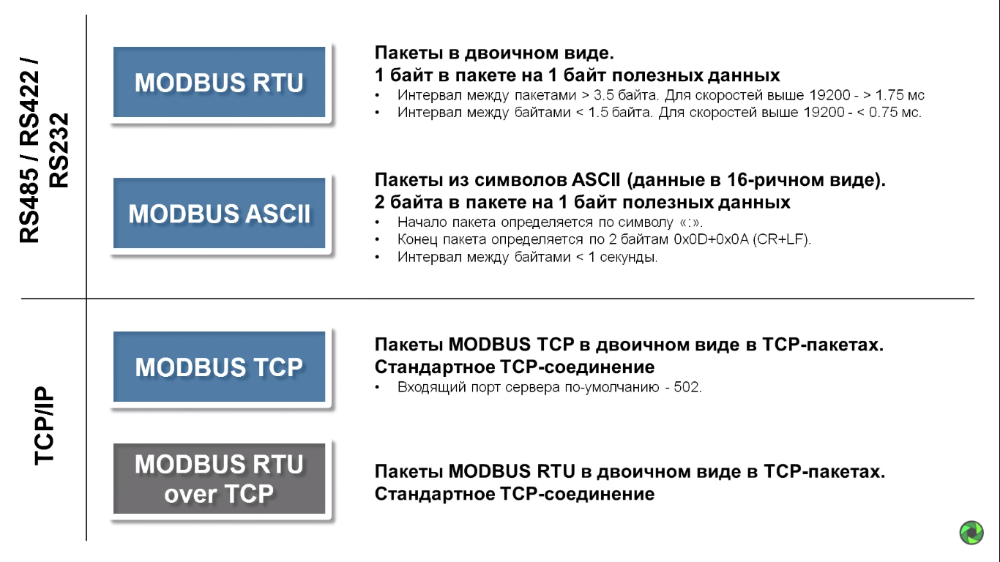 RS485 / RS422 /
RS232
MODBUS RTU
Пакеты в двоичном виде.
1 байт в пакете на 1 байт полезных данных
• Интервал между пакетами > 3.5 байта. Для скоростей выше 19200 - > 1.75 мс
• Интервал между байтами < 1.5 байта. Для скоростей выше 19200 - < 0.75 мс.
MODBUS ASCII
Пакеты из символов ASCII (данные в 16-ричном виде).
2 байта в пакете на 1 байт полезных данных
• Начало пакета определяется по символу «:».
• Конец пакета определяется по 2 байтам 0x0D+0x0A (CR+LF).
• Интервал между байтами < 1 секунды.
TCP/IP
MODBUS TCP
Пакеты MODBUS TCP в двоичном виде в TCP-пакетах.
Стандартное TCP-соединение
• Входящий порт сервера по-умолчанию - 502.
MODBUS RTU
over TCP
Пакеты MODBUS RTU в двоичном виде в TCP-пакетах.
Стандартное TCP-соединение